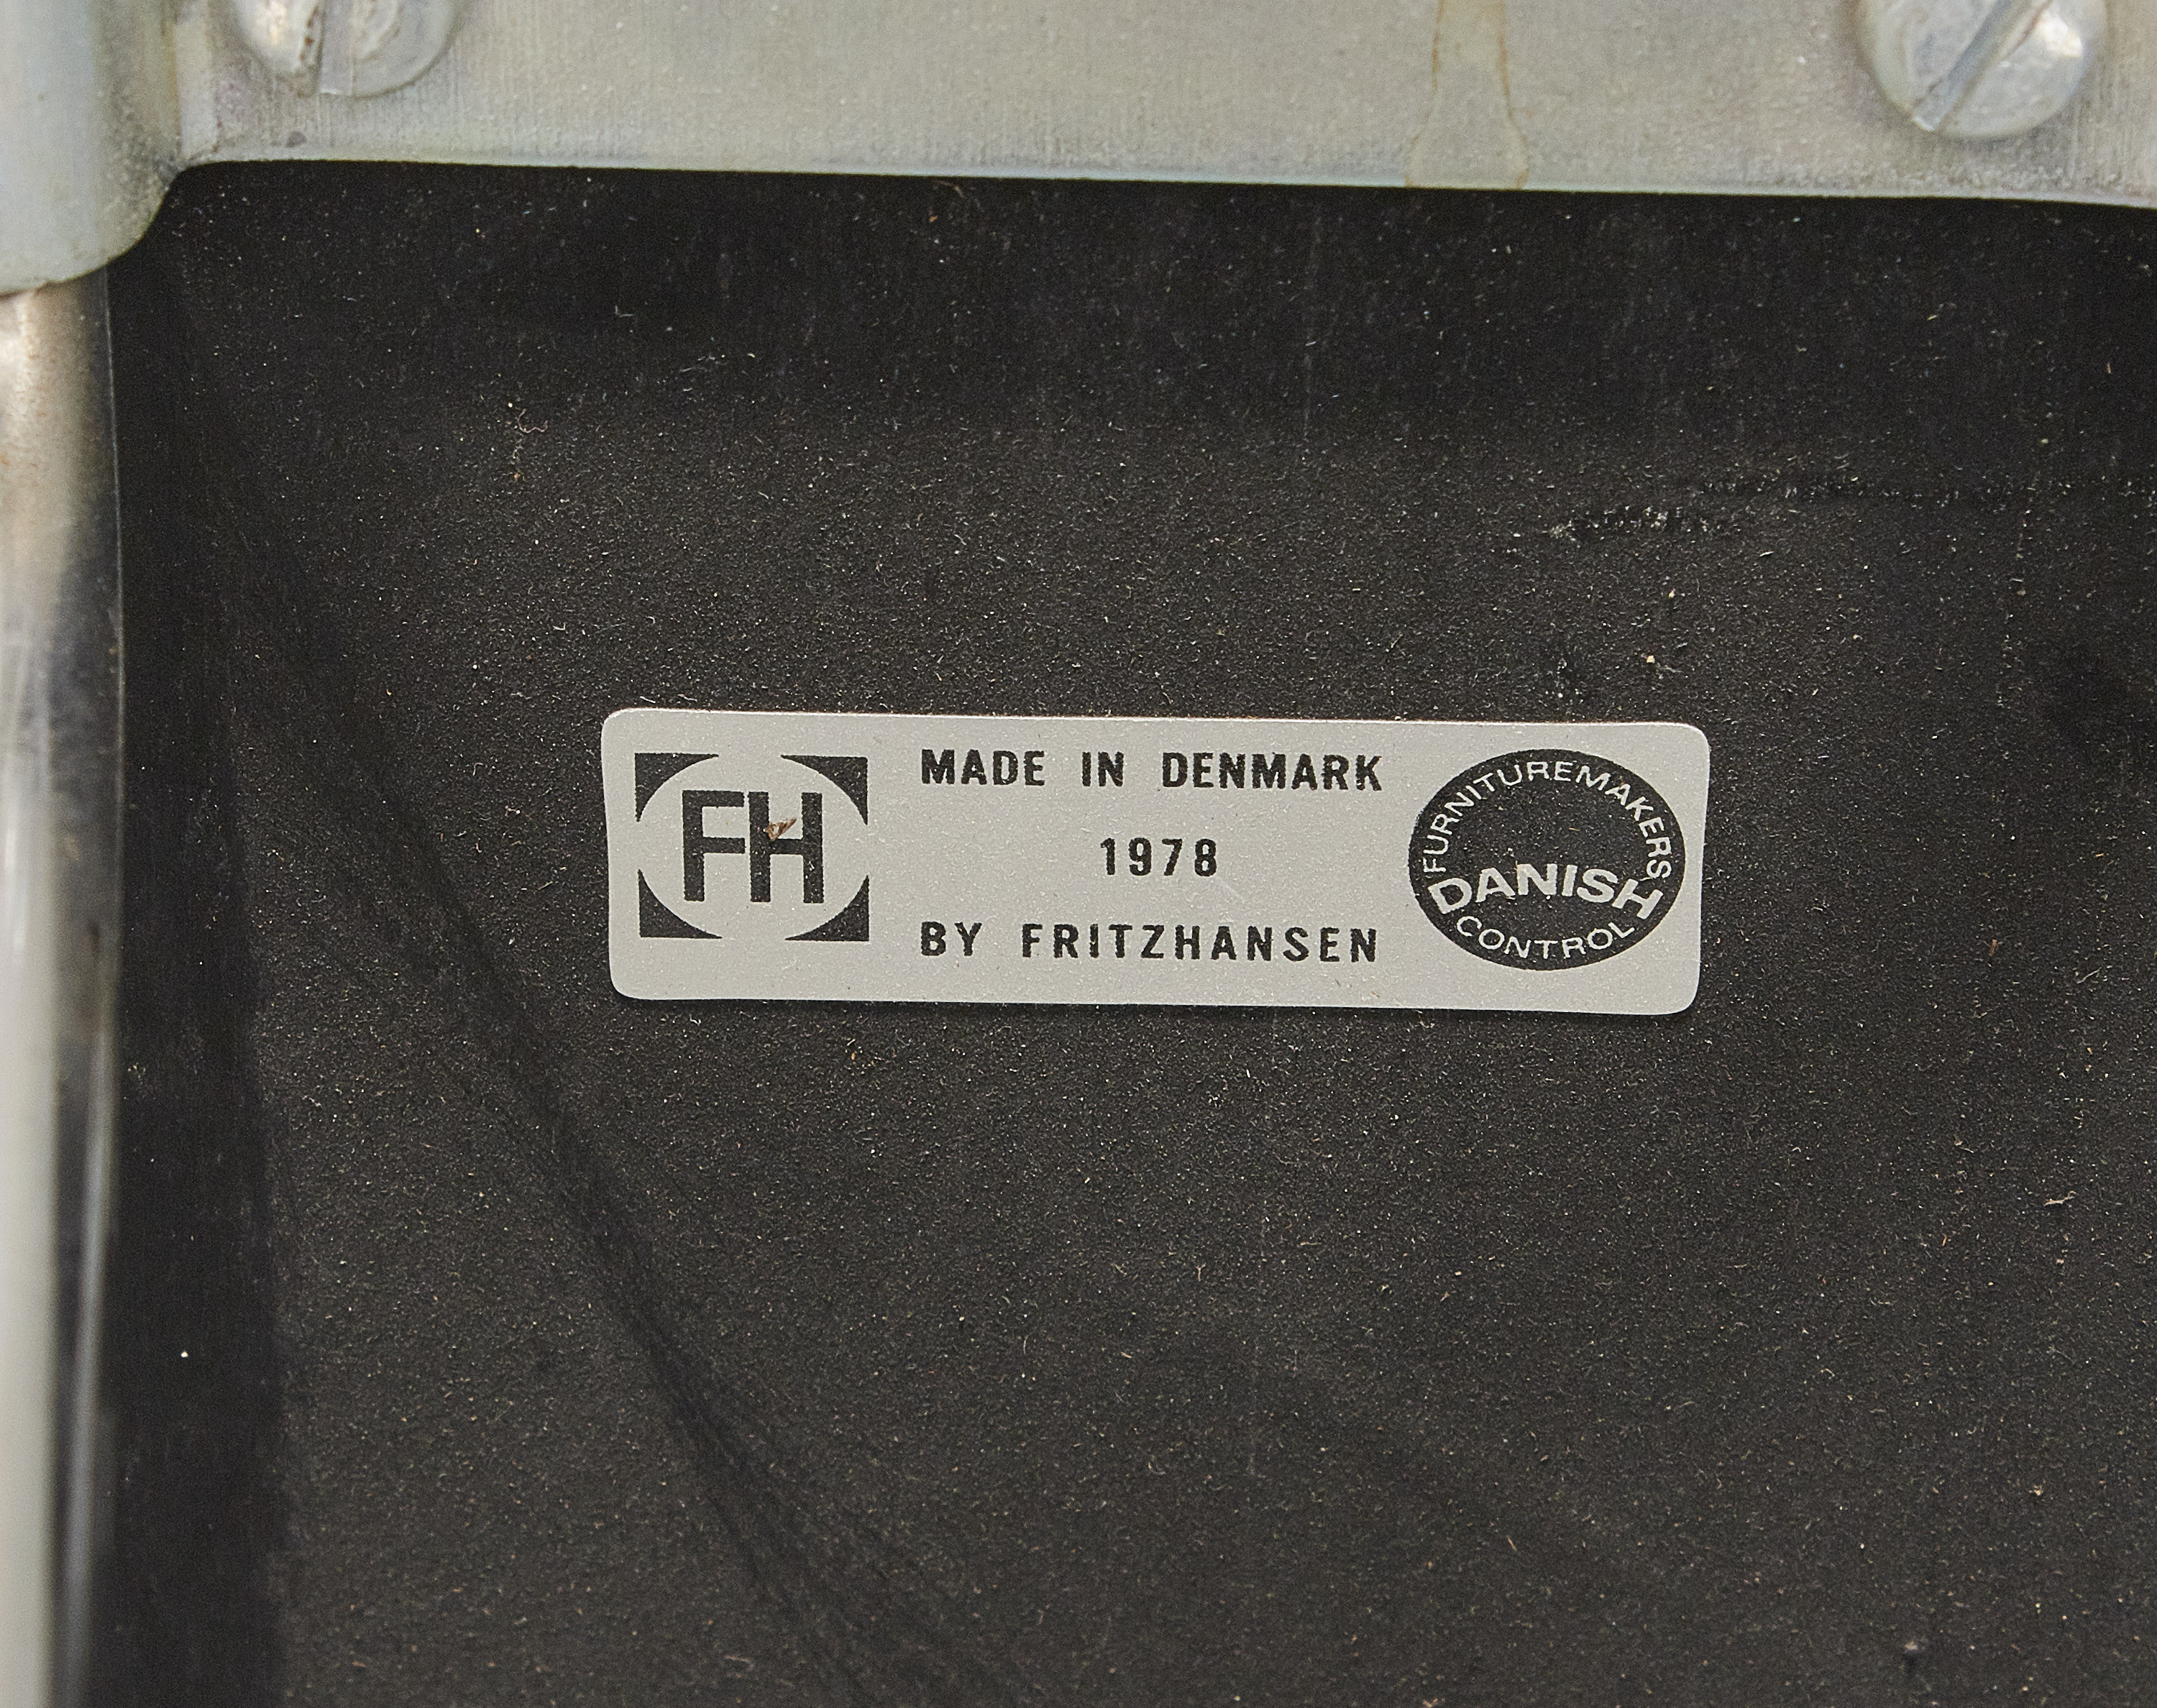 FH
MADE IN DENMARK
1978
BY FRITZHANSEN
FURNITUREMAKERS
DANISH
CONTROL